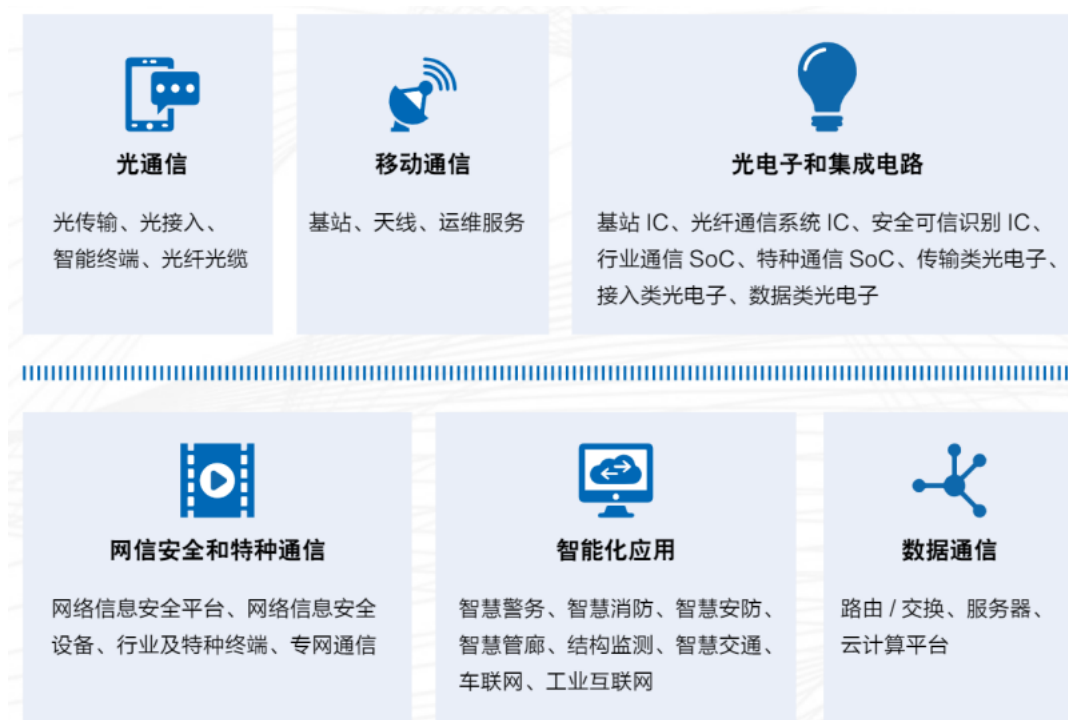 光通信
光传输、光接入、
智能终端、光纤光缆
移动通信
基站、天线、运维服务
光电子和集成电路
基站 IC、光纤通信系统 IC、安全可信识别 IC、
行业通信 SoC、特种通信 SoC、传输类光电子、
接入类光电子、数据类光电子
网信安全和特种通信
网络信息安全平台、网络信息安全
设备、行业及特种终端、专网通信
智能化应用
智慧警务、智慧消防、智慧安防、
智慧管廊、结构监测、智慧交通、
车联网、工业互联网
数据通信
路由 / 交换、服务器、
云计算平台